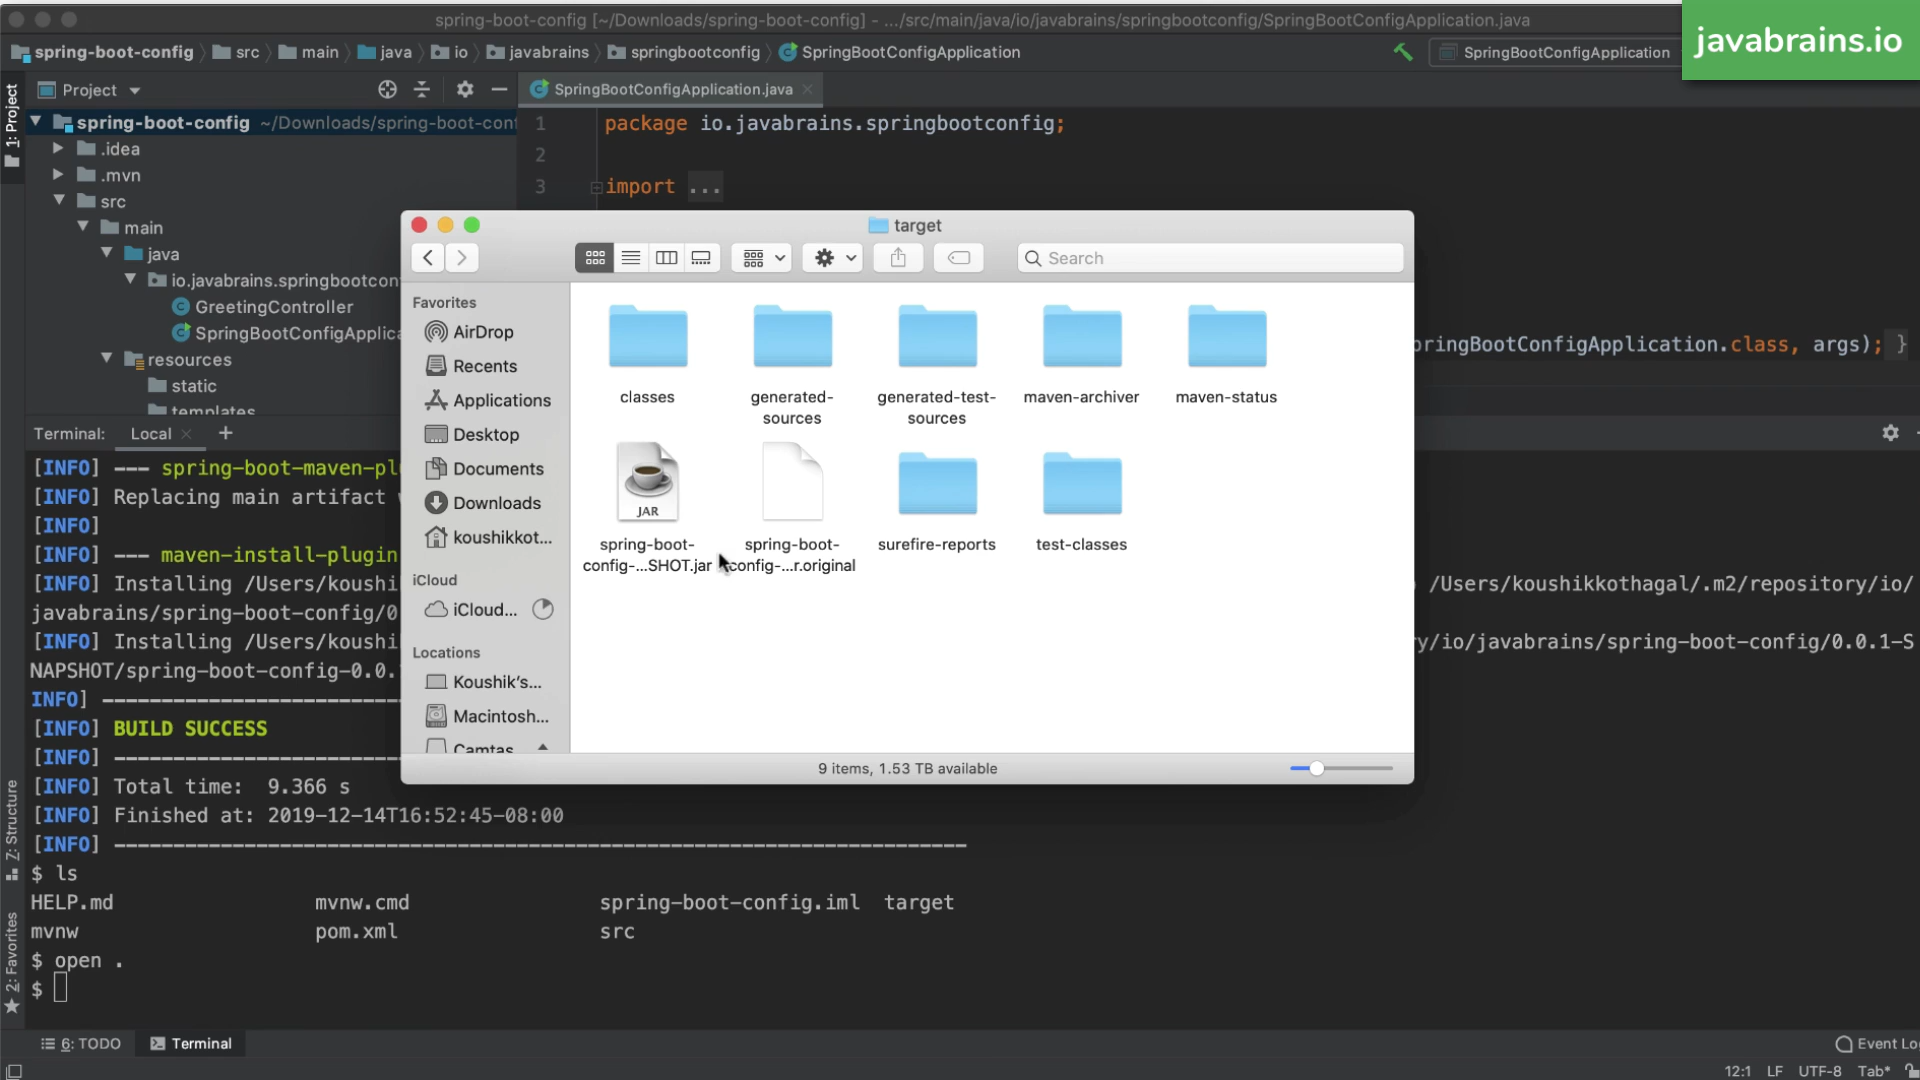 spring-boot-config [~/Downloads/spring-boot-config] - .../src/main/java/io/javabrains/springbootconfig/SpringBootConfigApplication.java
javabrains.io
spring-boot-config src main java io javabrains springbootconfig SpringBootConfigApplication
SpringBootConfigApplication
1: Project
Project
SpringBootConfigApplication.java
spring-boot-config ~/Downloads/spring-boot-conf
.idea
.mvn
src
main
java
io.javabrains.springbootcon
GreetingController
SpringBootConfigApplica
resources
static
templates
1 package io.javabrains.springbootconfig;
2
3 import ...
pringBootConfigApplication.class, args); }
target
Search
Favorites
AirDrop
Recents
Applications
Desktop
Documents
Downloads
koushikkot...
iCloud
iCloud...
Locations
Koushik's...
Macintosh...
Camtas
classes
generated-
sources
generated-test-
sources
maven-archiver
maven-status
JAR
spring-boot-
config-...SHOT.jar
spring-boot-
config-...r.original
surefire-reports
test-classes
9 items, 1.53 TB available
Terminal: Local +
[INFO] --- spring-boot-maven-pl
[INFO] Replacing main artifact
[INFO]
[INFO] --- maven-install-plugin
[INFO] Installing /Users/koushi /Users/koushikkothagal/.m2/repository/io/
javabrains/spring-boot-config/0
[INFO] Installing /Users/koushi y/io/javabrains/spring-boot-config/0.0.1-S
NAPSHOT/spring-boot-config-0.0.
INFO] ------------------------
[INFO] BUILD SUCCESS
[INFO] ------------------------
[INFO] Total time:  9.366 s
[INFO] Finished at: 2019-12-14T16:52:45-08:00
[INFO] ------------------------------------------------------------------------
$ ls
HELP.md mvnw.cmd spring-boot-config.iml target
mvnw pom.xml src
$ open .
$
Z: Structure
2: Favorites
6: TODO
Terminal
Event Lo
12:1 LF UTF-8 Tab*